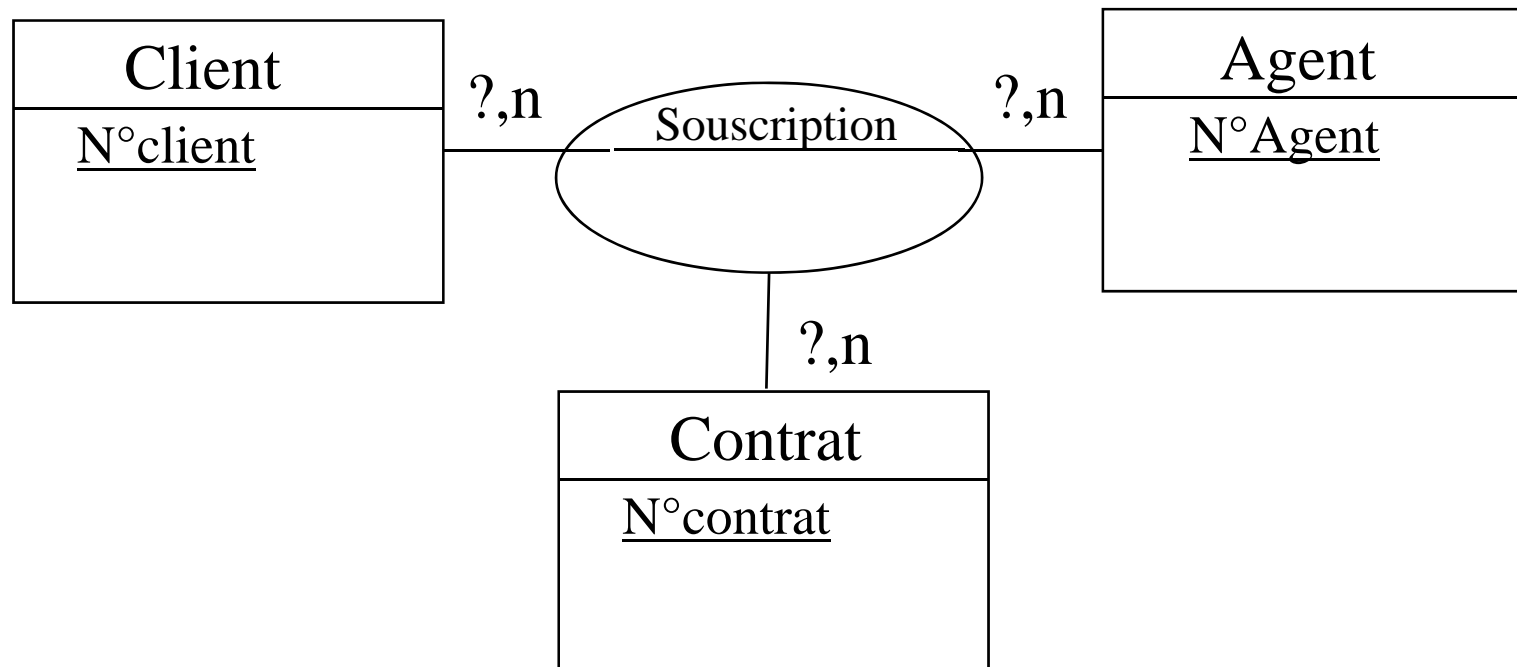 Client
N°client
?,n
Souscription
?,n
Agent
N°Agent
?,n
Contrat
N°contrat